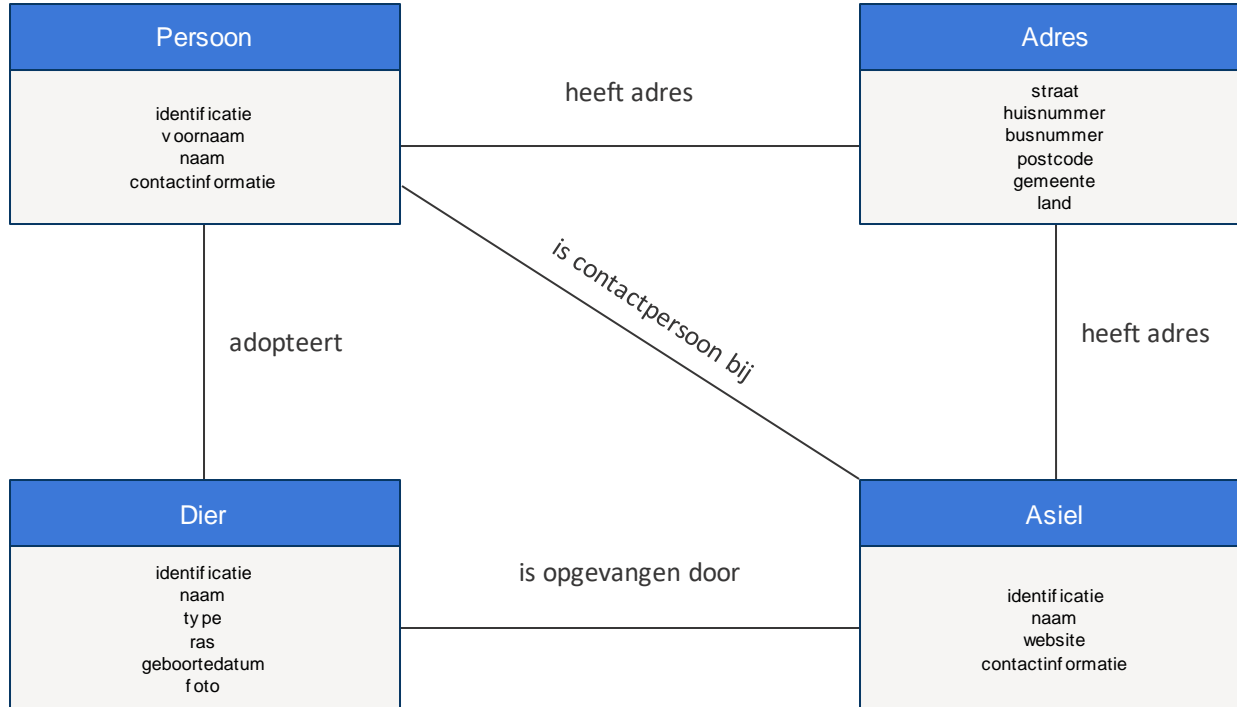 Persoon
identificatie
voornaam
naam
contactinformatie
heeft adres
Adres
straat
huisnummer
busnummer
postcode
gemeente
land
adopteert
is contactpersoon bij
heeft adres
Dier
identificatie
naam
type
ras
geboortedatum
foto
is opgevangen door
Asiel
identificatie
naam
website
contactinformatie